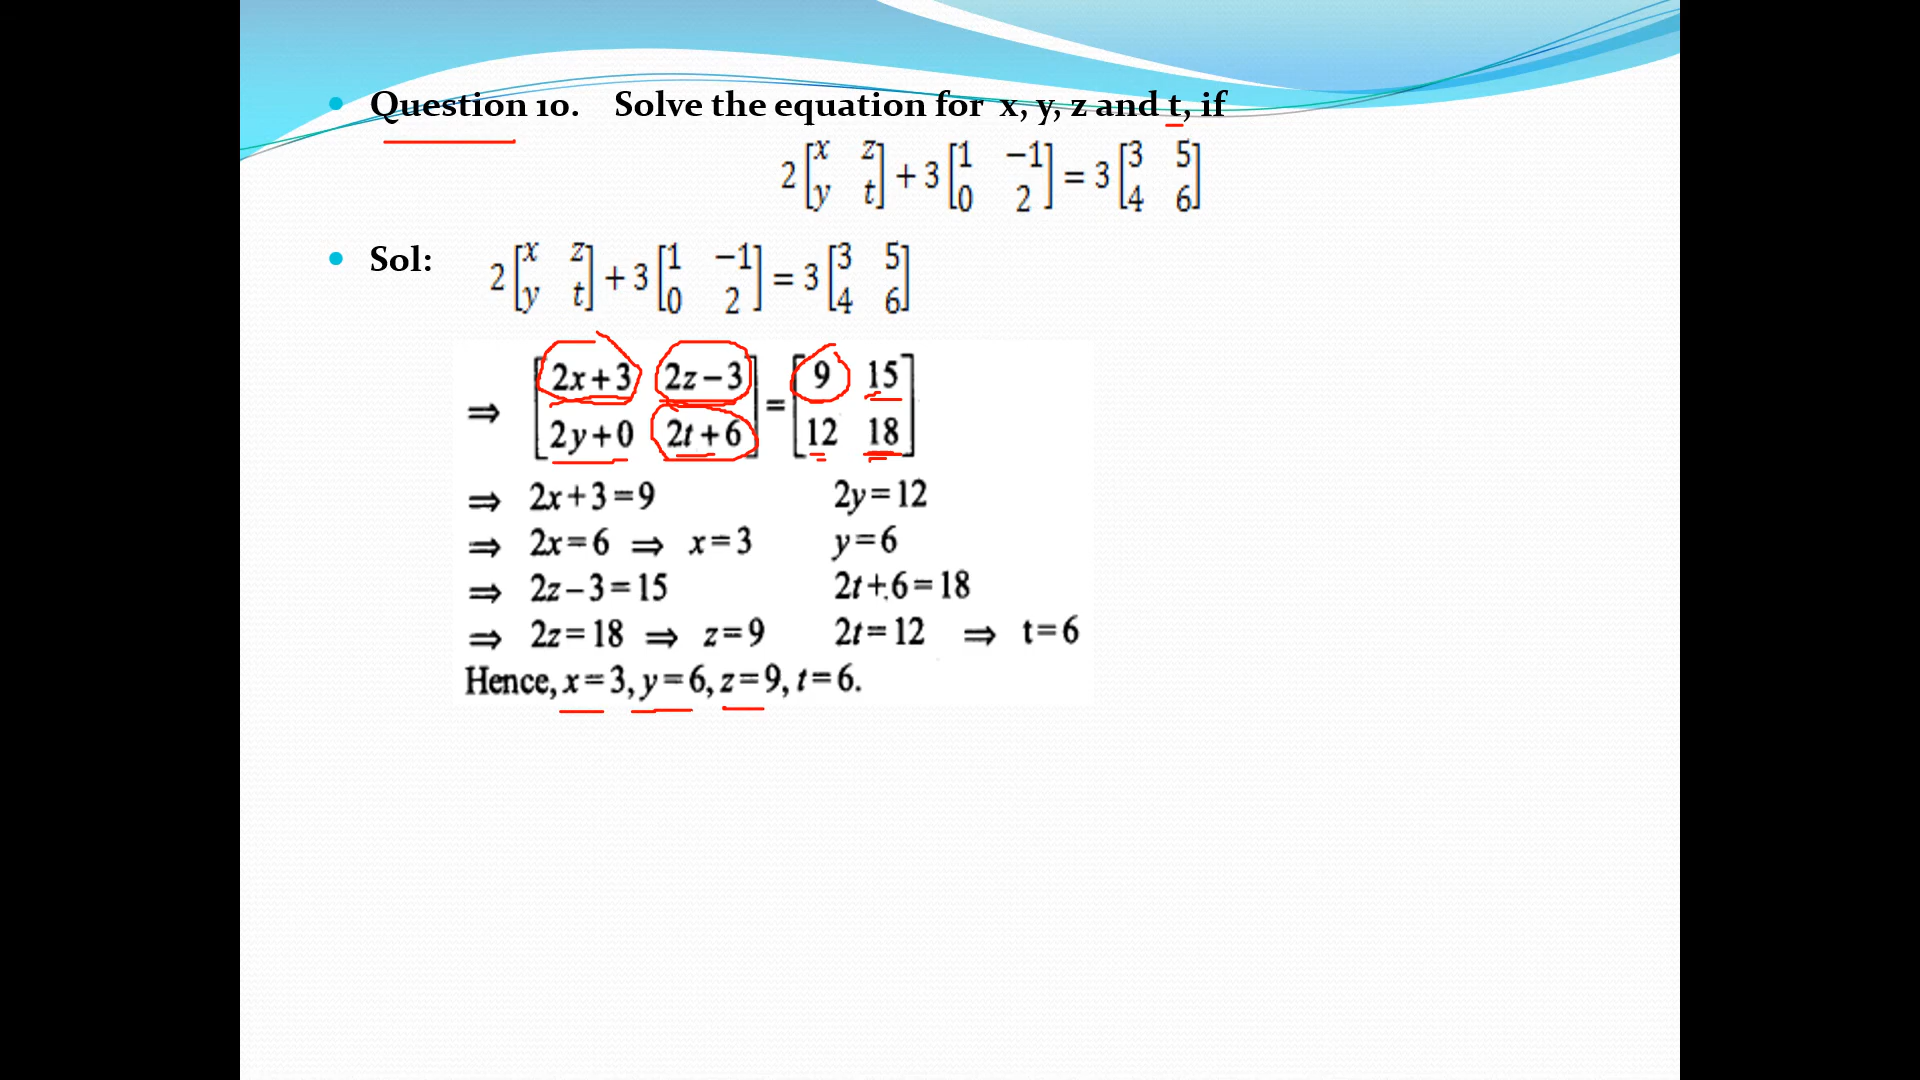 Question 10. Solve the equation for x, y, z and t, if
2 [x z; y t] + 3 [1 −1; 0 2] = 3 [3 5; 4 6]
Sol: 2 [x z; y t] + 3 [1 −1; 0 2] = 3 [3 5; 4 6]
⇒ [2x+3 2z−3; 2y+0 2t+6] = [9 15; 12 18]
⇒ 2x+3=9 2y=12
⇒ 2x=6 ⇒ x=3 y=6
⇒ 2z−3=15 2t+6=18
⇒ 2z=18 ⇒ z=9 2t=12 ⇒ t=6
Hence, x=3, y=6, z=9, t=6.